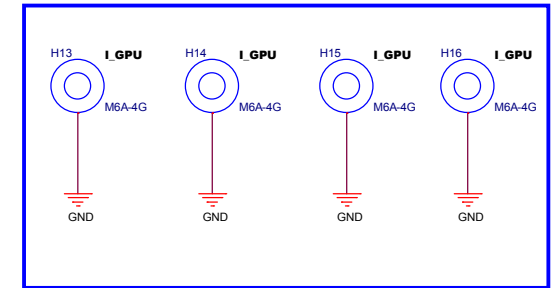 H13 I_GPU H14 I_GPU H15 I_GPU H16 I_GPU
M6A-4G M6A-4G M6A-4G M6A-4G
GND GND GND GND